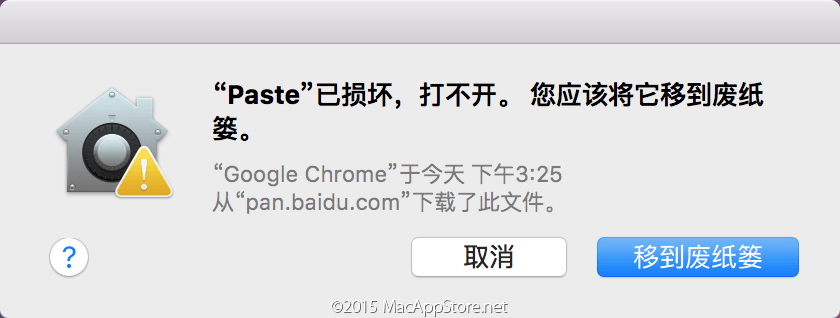 “Paste”已损坏，打不开。 您应该将它移到废纸
篓。
“Google Chrome”于今天 下午3:25
从“pan.baidu.com”下载了此文件。
?
取消
移到废纸篓
©2015 MacAppStore.net